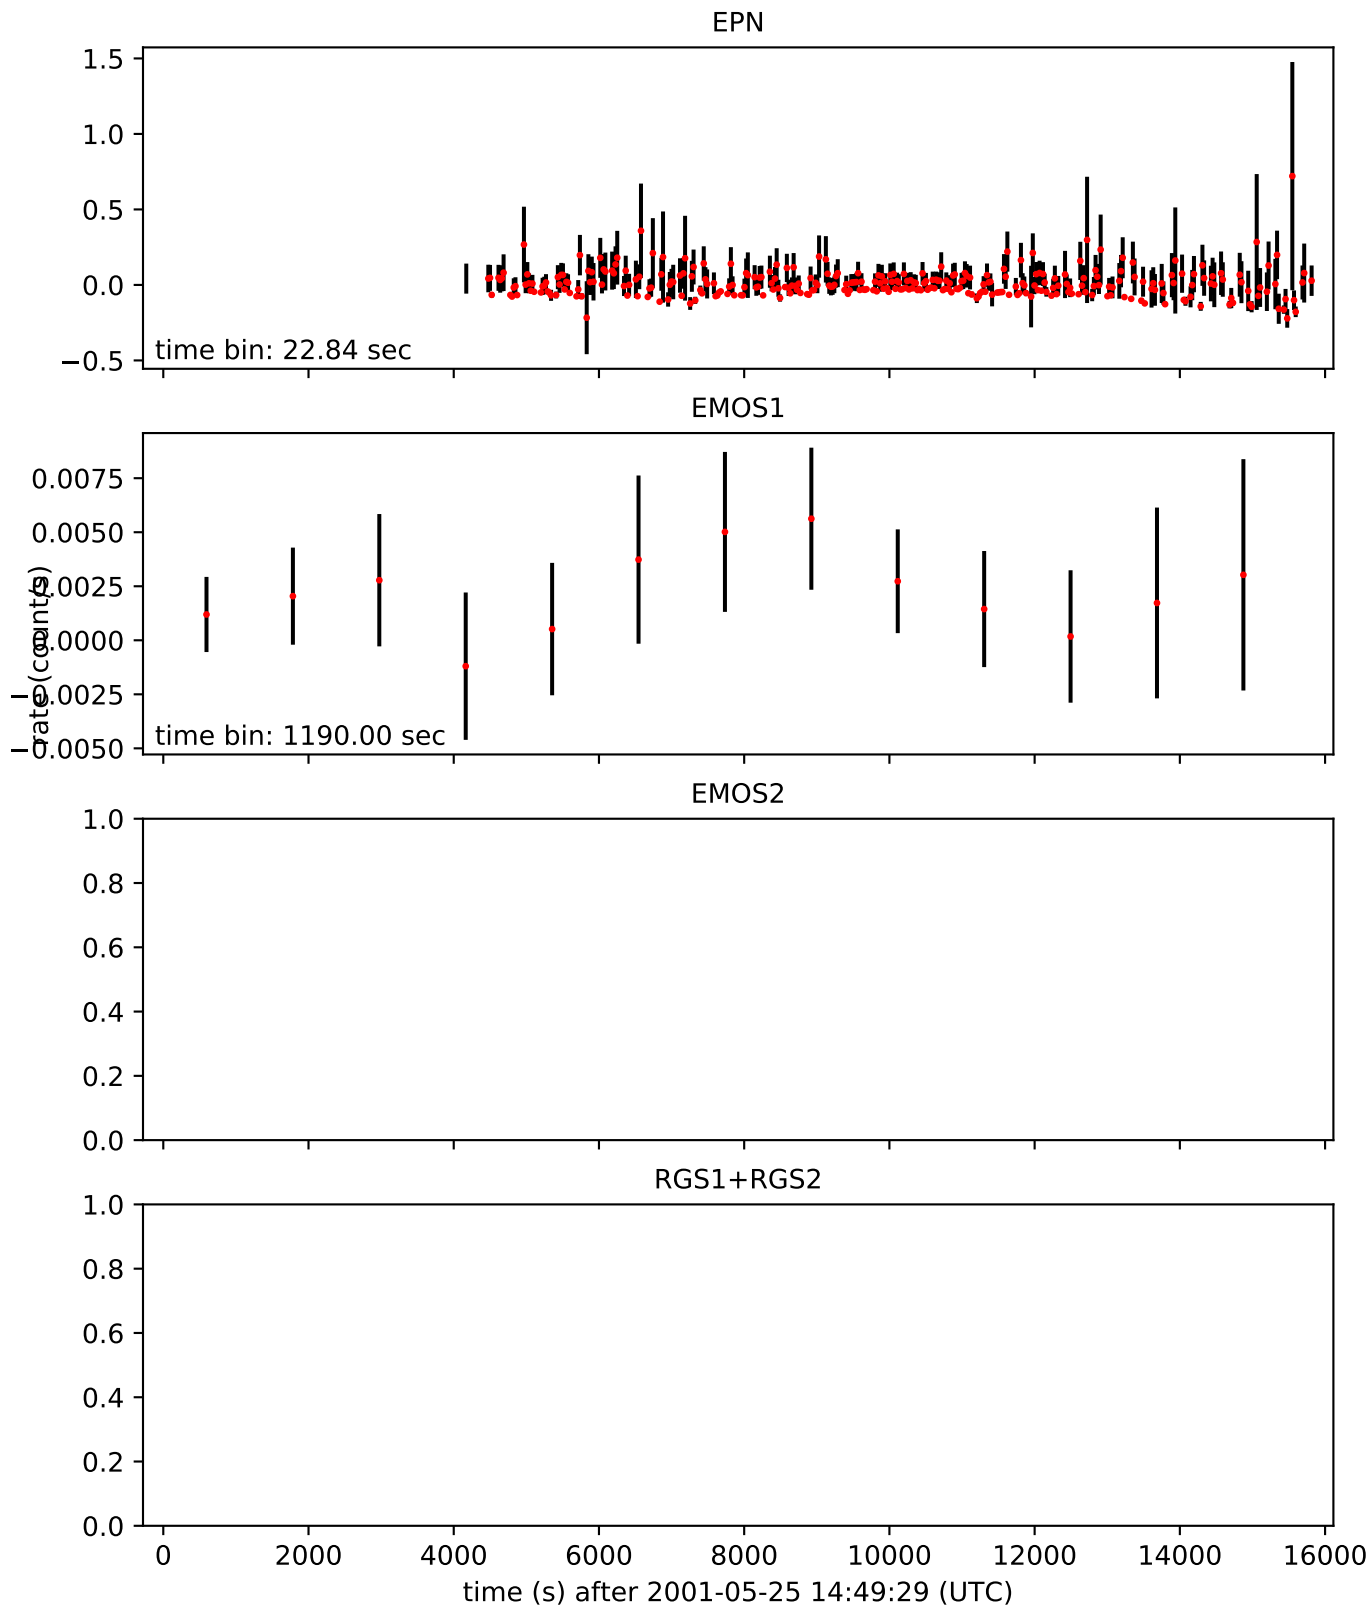 EPN
1.5
1.0
0.5
0.0
−0.5
time bin: 22.84 sec
EMOS1
0.0075
0.0050
0.0025
0.0000
−0.0025
−0.0050
rate (count/s)
time bin: 1190.00 sec
EMOS2
1.0
0.8
0.6
0.4
0.2
0.0
RGS1+RGS2
1.0
0.8
0.6
0.4
0.2
0.0
0 2000 4000 6000 8000 10000 12000 14000 16000
time (s) after 2001-05-25 14:49:29 (UTC)